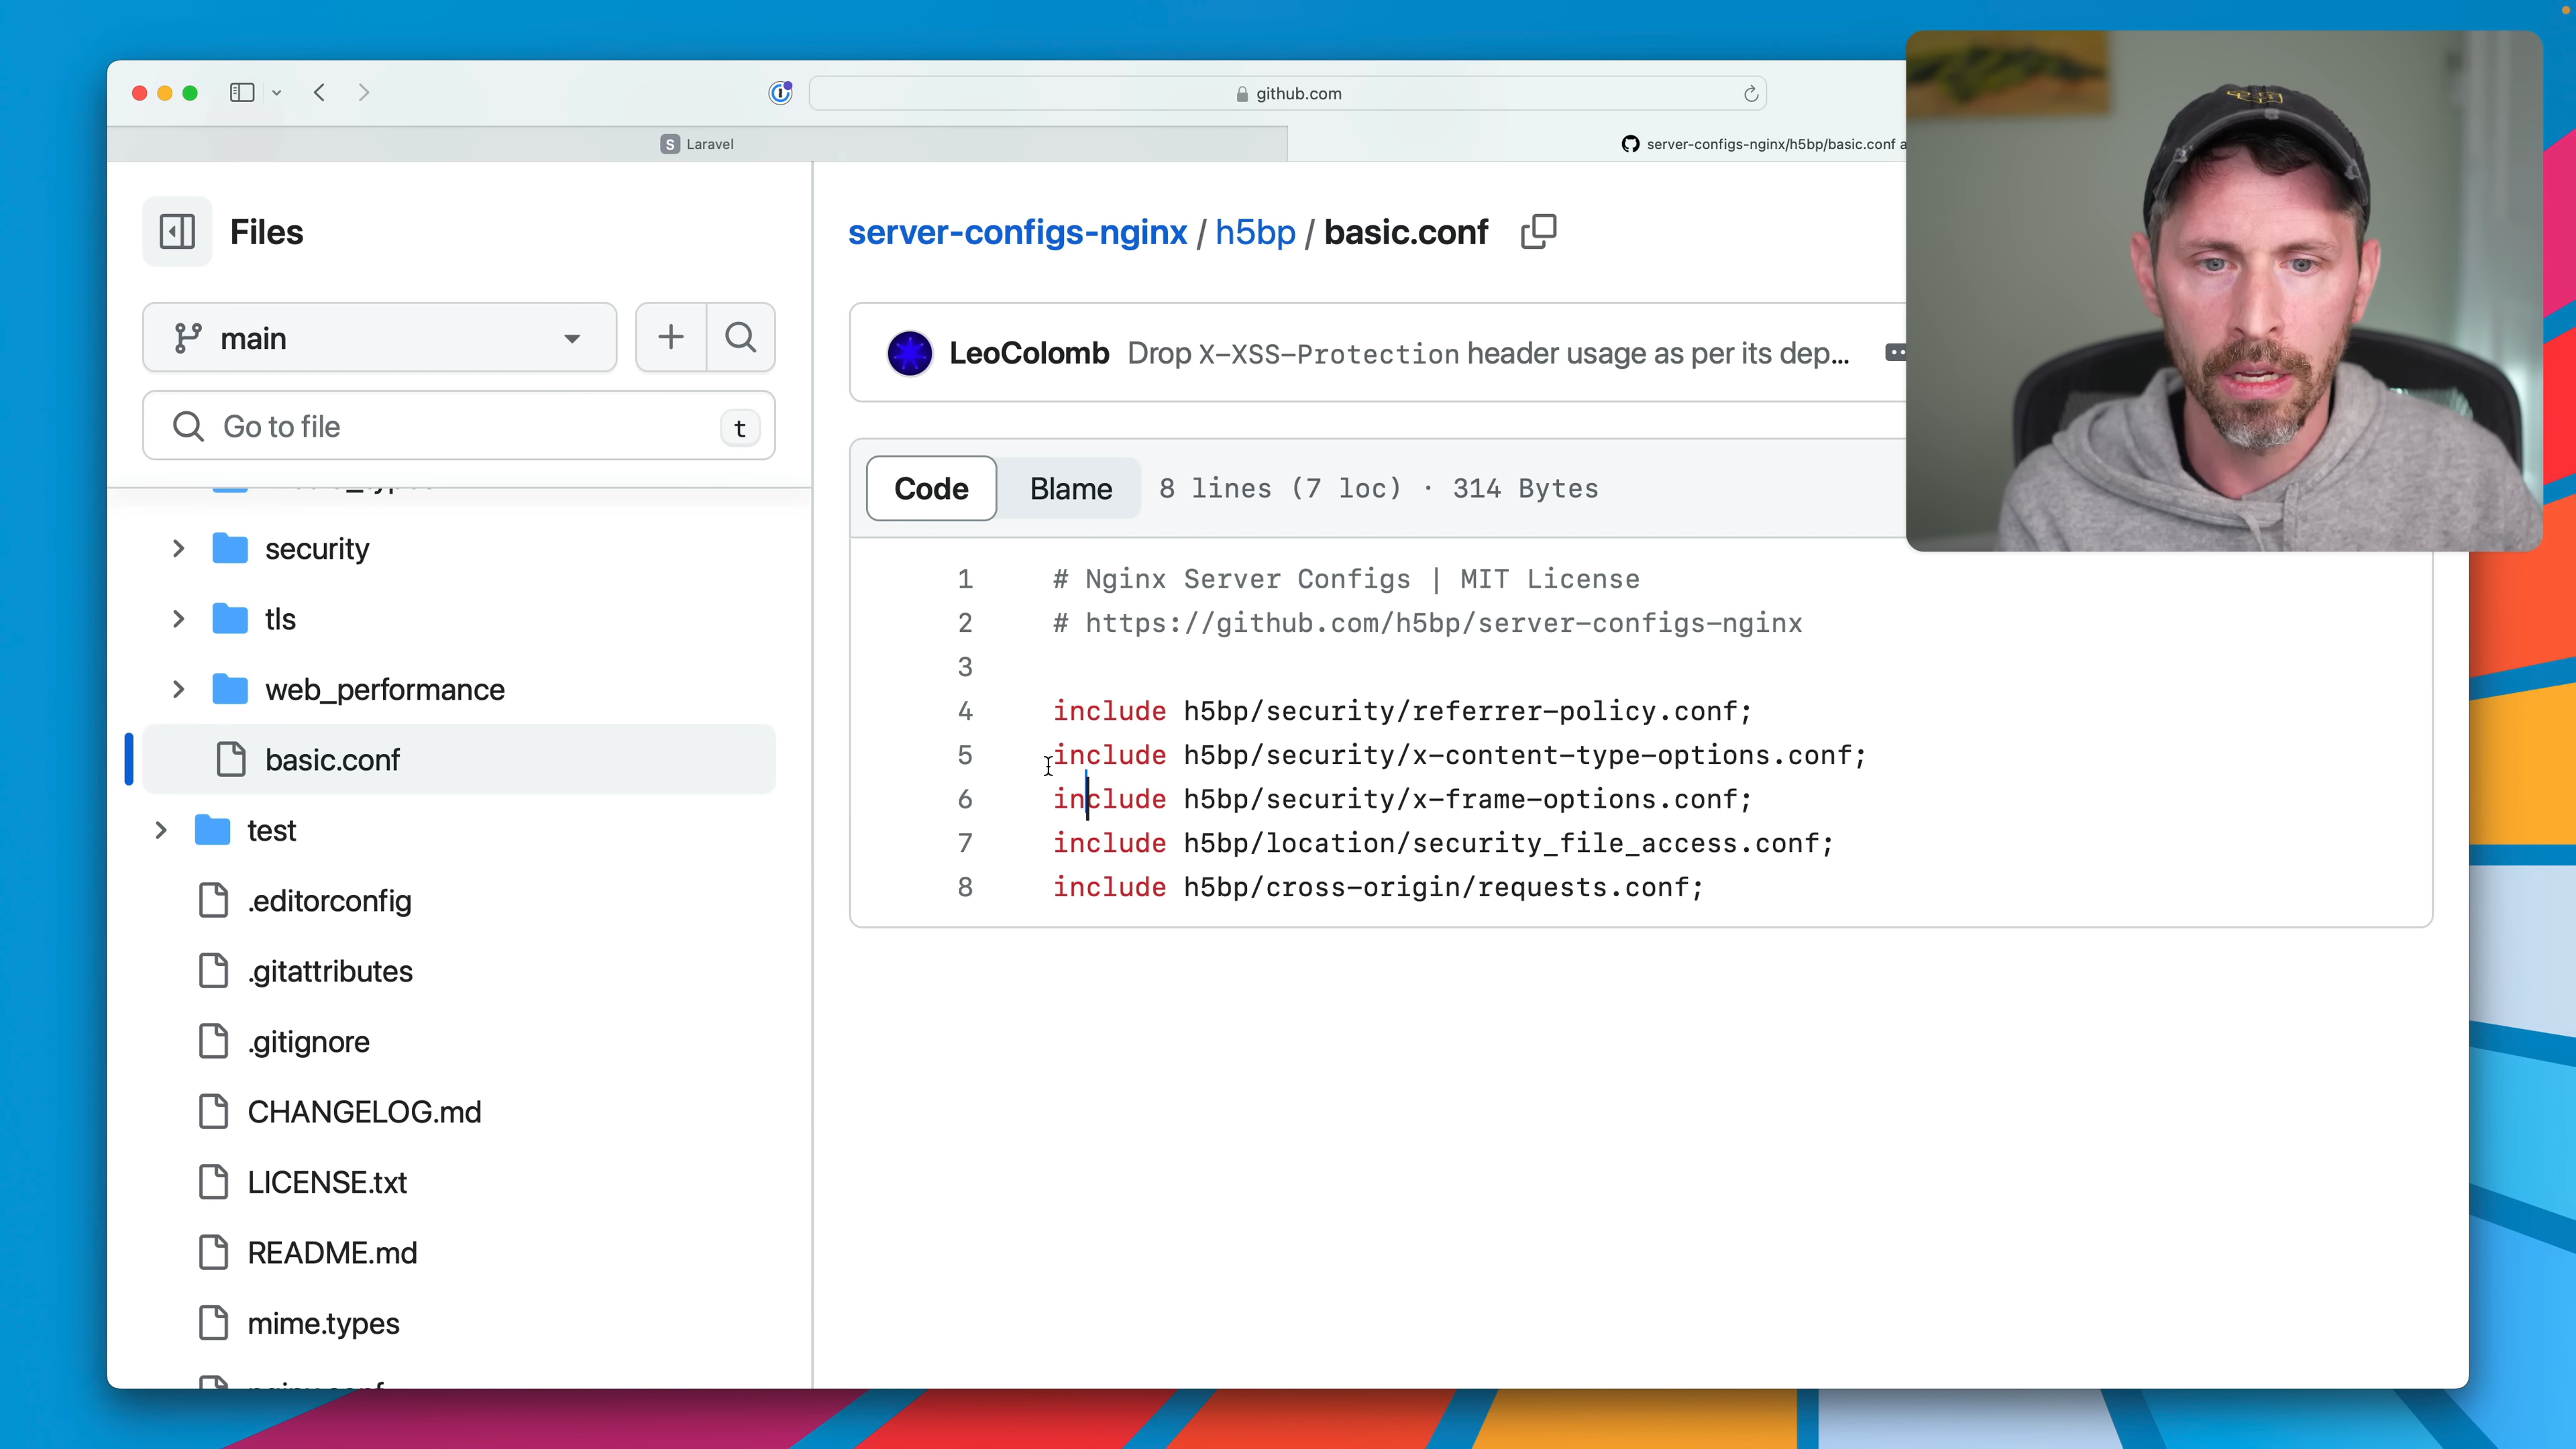 github.com
S Laravel
server-configs-nginx/h5bp/basic.conf a
Files
server-configs-nginx / h5bp / basic.conf
main
LeoColomb Drop X-XSS-Protection header usage as per its dep...
Go to file t
Code Blame 8 lines (7 loc) · 314 Bytes
security
tls
web_performance
basic.conf
test
.editorconfig
.gitattributes
.gitignore
CHANGELOG.md
LICENSE.txt
README.md
mime.types
1 # Nginx Server Configs | MIT License
2 # https://github.com/h5bp/server-configs-nginx
3
4 include h5bp/security/referrer-policy.conf;
5 include h5bp/security/x-content-type-options.conf;
6 include h5bp/security/x-frame-options.conf;
7 include h5bp/location/security_file_access.conf;
8 include h5bp/cross-origin/requests.conf;